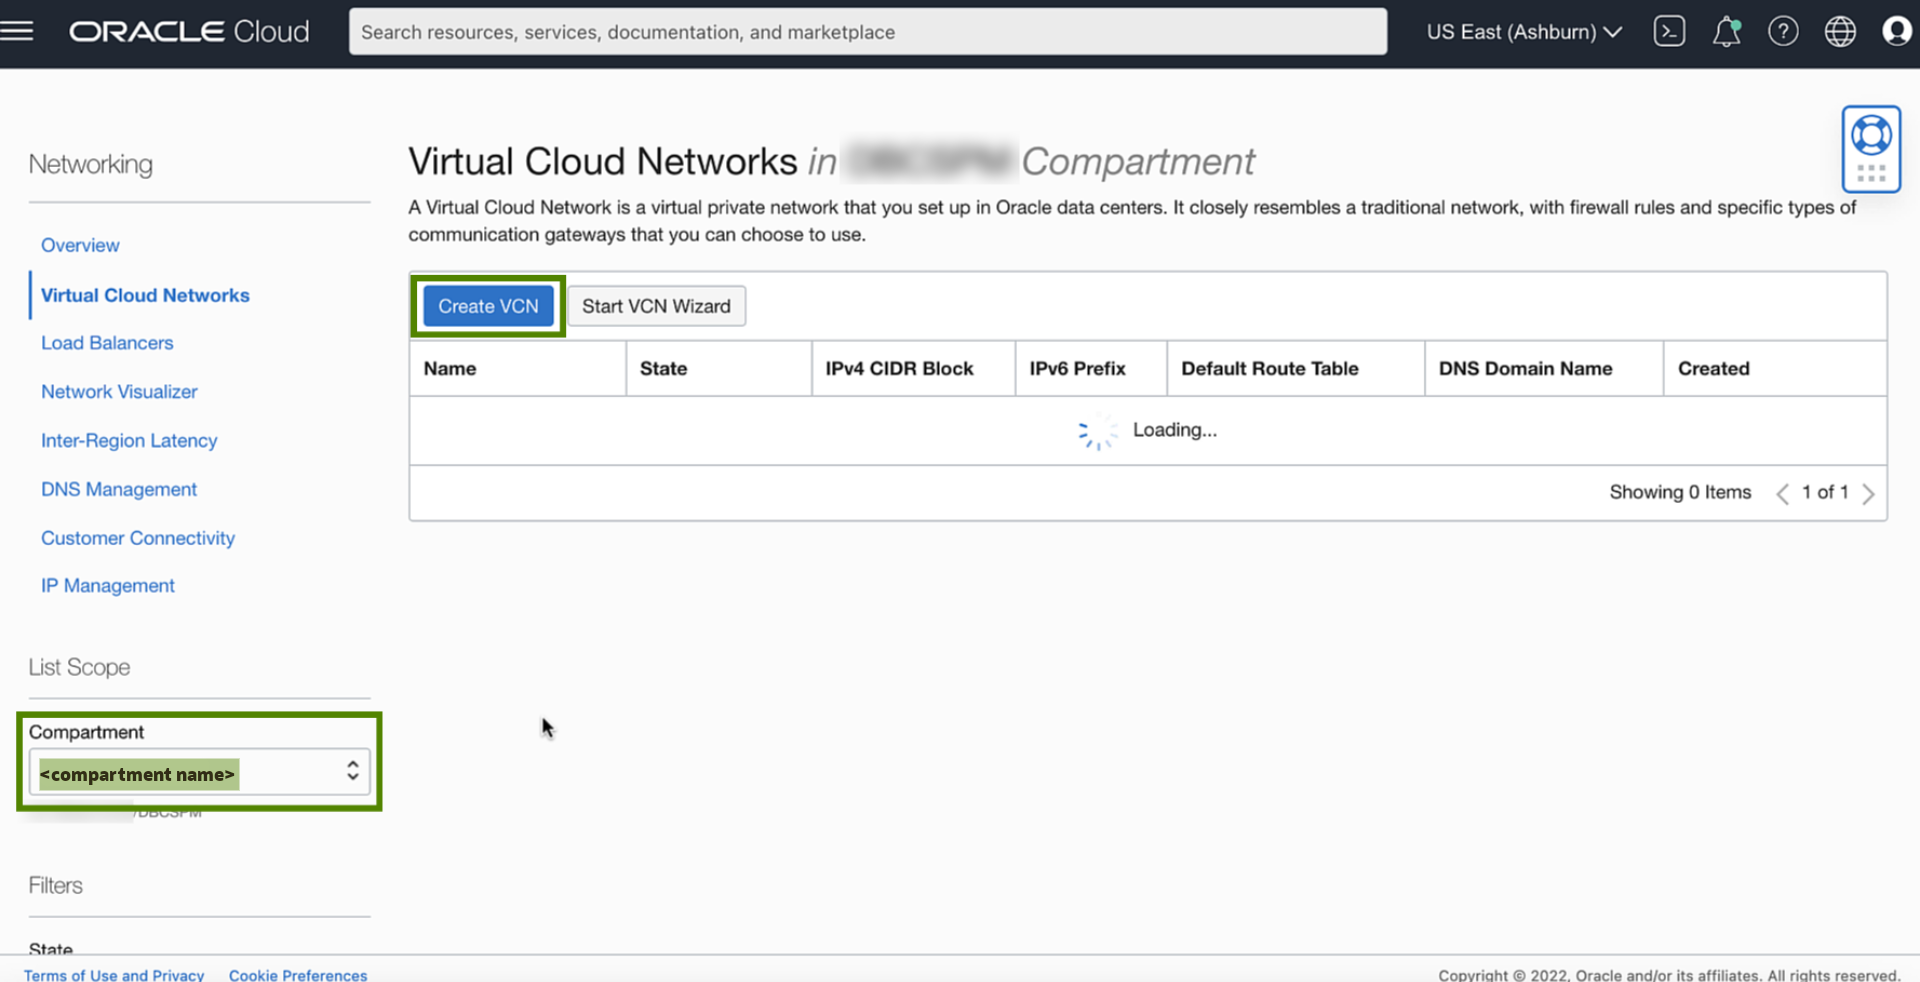 ORACLE Cloud
Search resources, services, documentation, and marketplace
US East (Ashburn)
Networking
Overview
Virtual Cloud Networks
Load Balancers
Network Visualizer
Inter-Region Latency
DNS Management
Customer Connectivity
IP Management
List Scope
Compartment
<compartment name>
/DBCSPM
Filters
State
Virtual Cloud Networks in DBCSPM Compartment
A Virtual Cloud Network is a virtual private network that you set up in Oracle data centers. It closely resembles a traditional network, with firewall rules and specific types of
communication gateways that you can choose to use.
Create VCN
Start VCN Wizard
Name State IPv4 CIDR Block IPv6 Prefix Default Route Table DNS Domain Name Created
Loading...
Showing 0 Items 1 of 1
Terms of Use and Privacy Cookie Preferences
Copyright © 2022, Oracle and/or its affiliates. All rights reserved.